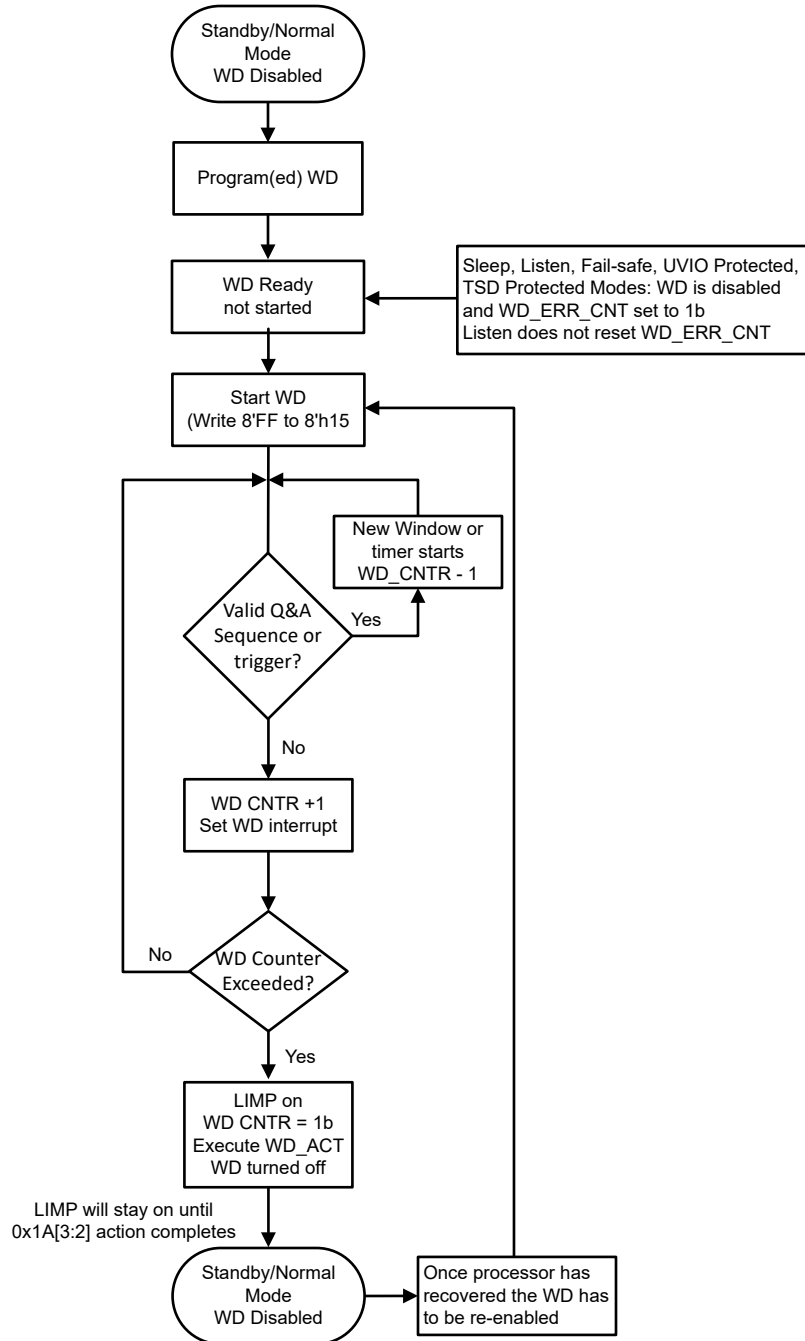 Standby/Normal
Mode
WD Disabled
Program(ed) WD
WD Ready
not started
Sleep, Listen, Fail-safe, UVIO Protected,
TSD Protected Modes: WD is disabled
and WD_ERR_CNT set to 1b
Listen does not reset WD_ERR_CNT
Start WD
(Write 8'FF to 8'h15
New Window or
timer starts
WD_CNTR - 1
Valid Q&A
Sequence or
trigger?
Yes
No
WD CNTR +1
Set WD interrupt
No
WD Counter
Exceeded?
Yes
LIMP on
WD CNTR = 1b
Execute WD_ACT
WD turned off
LIMP will stay on until
0x1A[3:2] action completes
Standby/Normal
Mode
WD Disabled
Once processor has
recovered the WD has
to be re-enabled